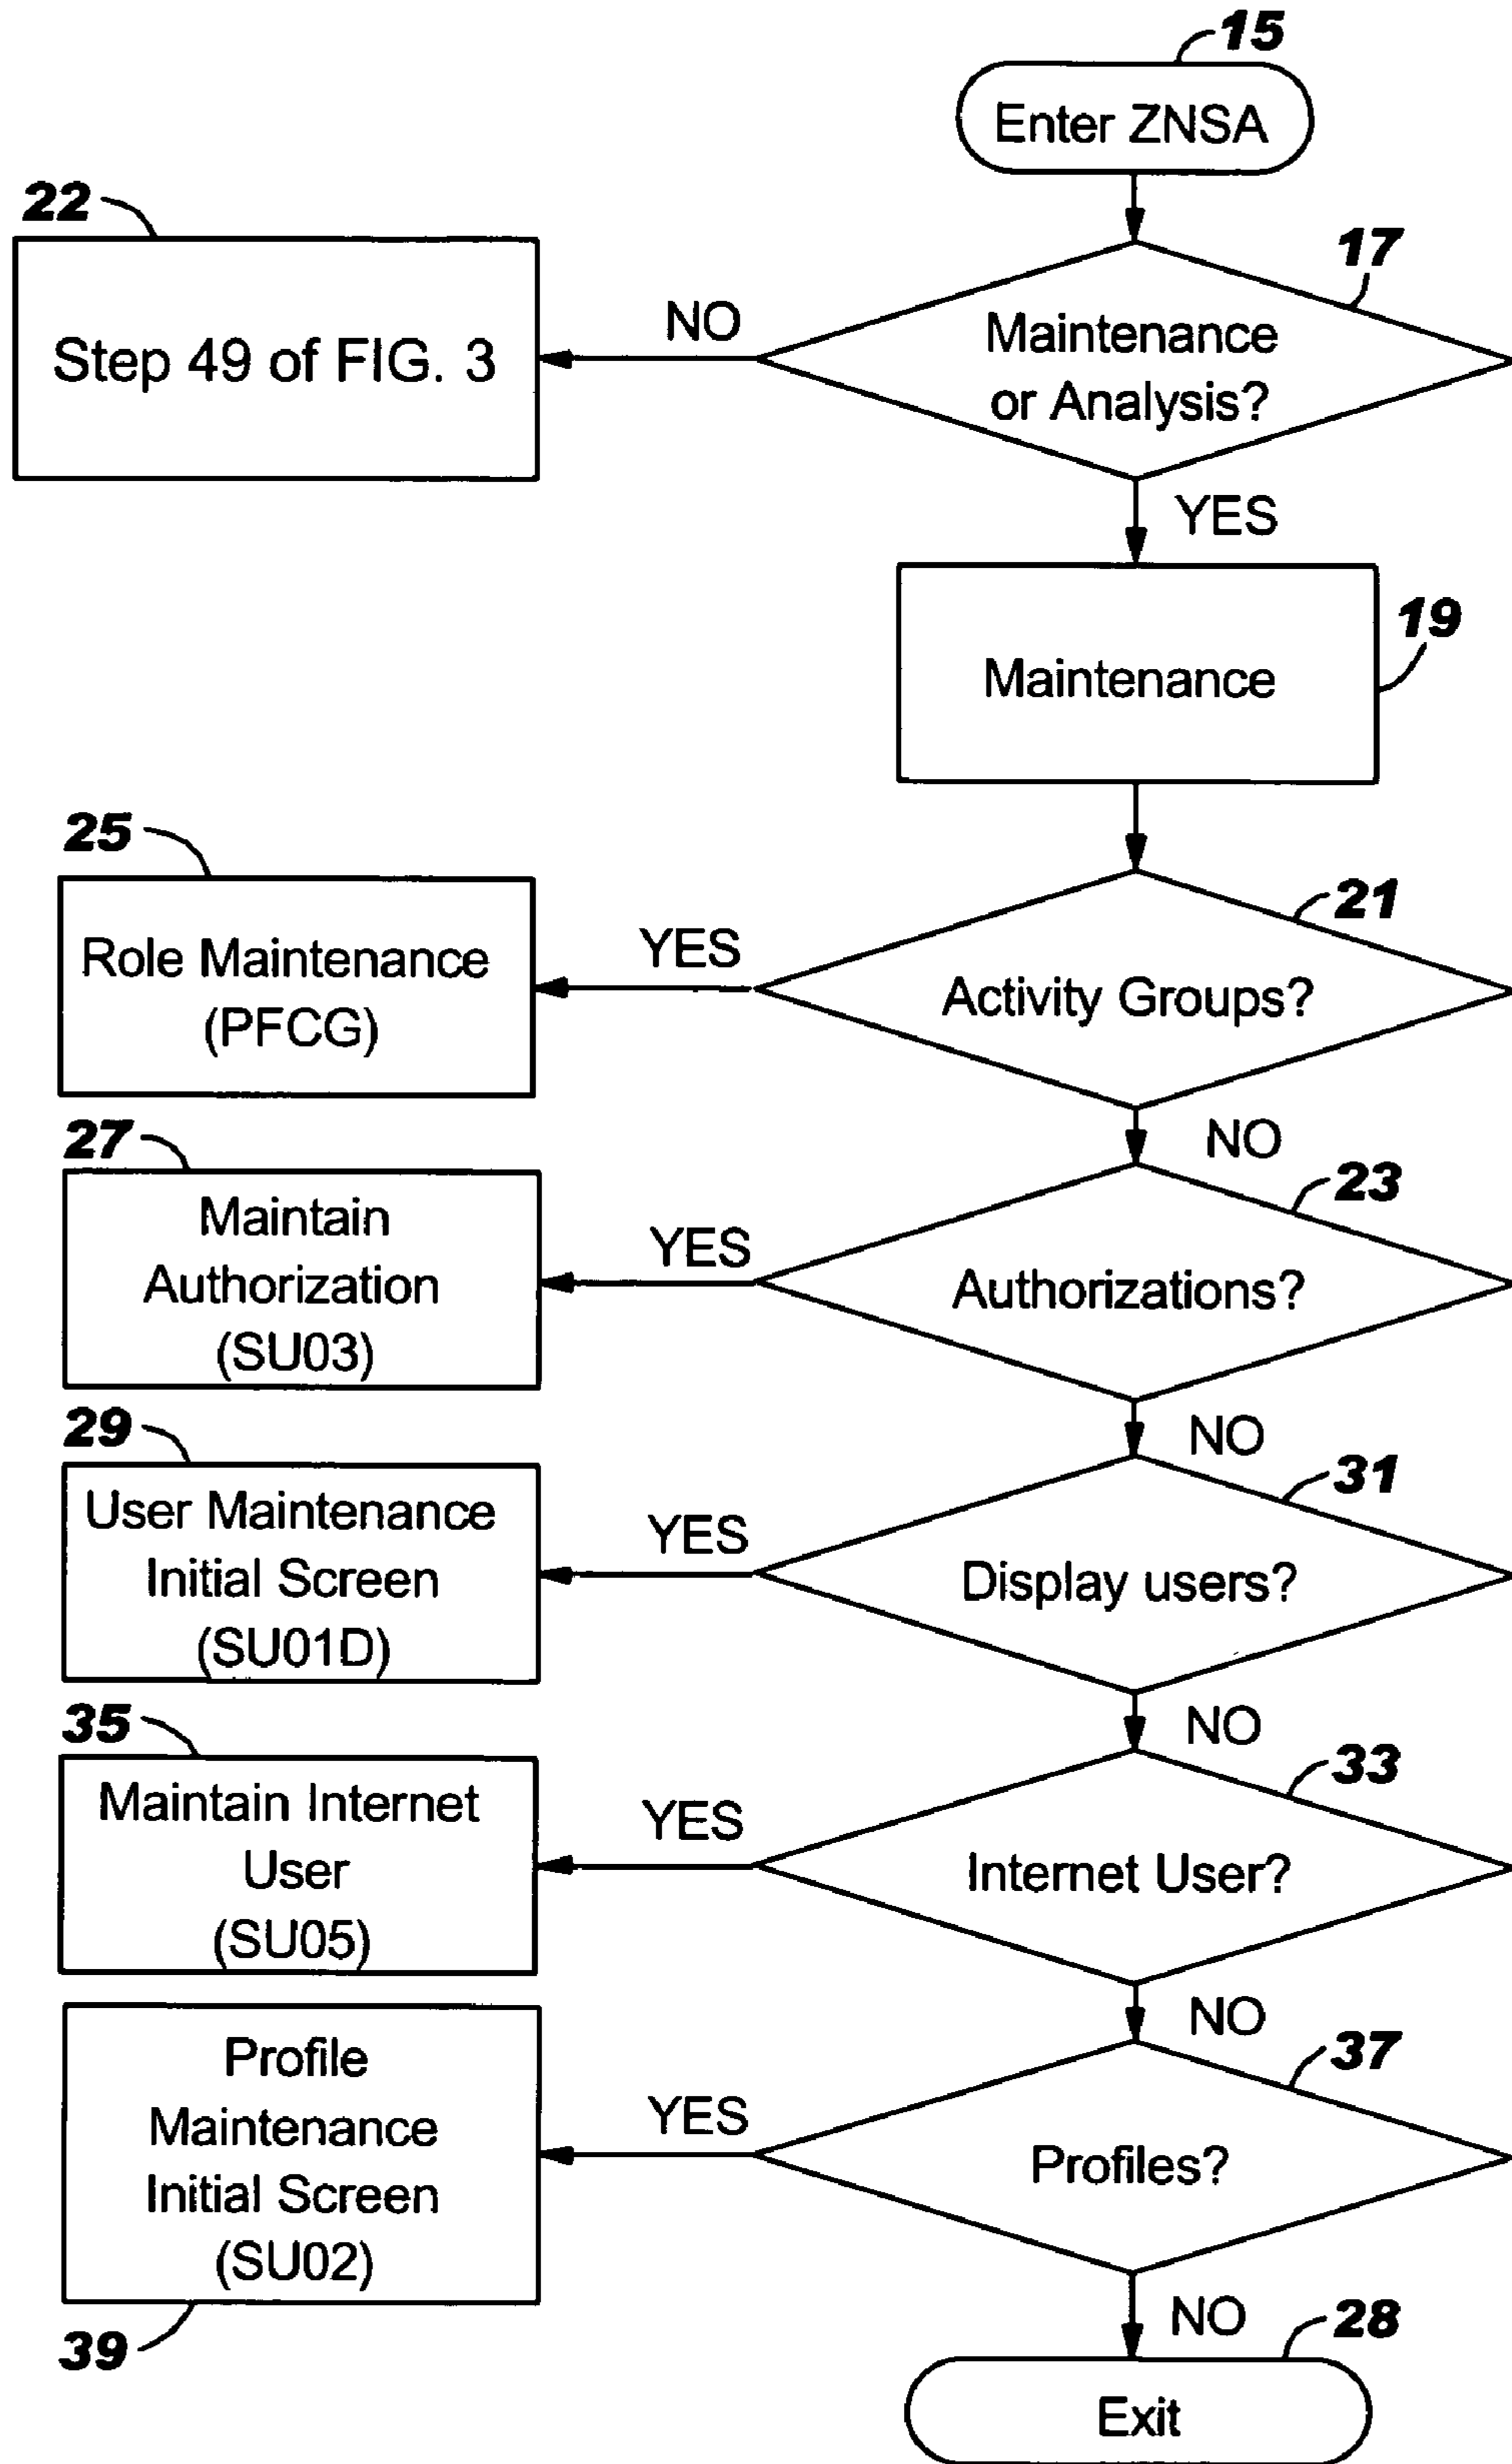 15
Enter ZNSA
22
17
Step 49 of FIG. 3
NO
Maintenance
or Analysis?
YES
19
Maintenance
25
21
Role Maintenance
(PFCG)
YES
Activity Groups?
NO
27
23
Maintain
Authorization
(SU03)
YES
Authorizations?
NO
29
31
User Maintenance
Initial Screen
(SU01D)
YES
Display users?
NO
35
33
Maintain Internet
User
(SU05)
YES
Internet User?
NO
37
Profile
Maintenance
Initial Screen
(SU02)
YES
Profiles?
39
NO
28
Exit